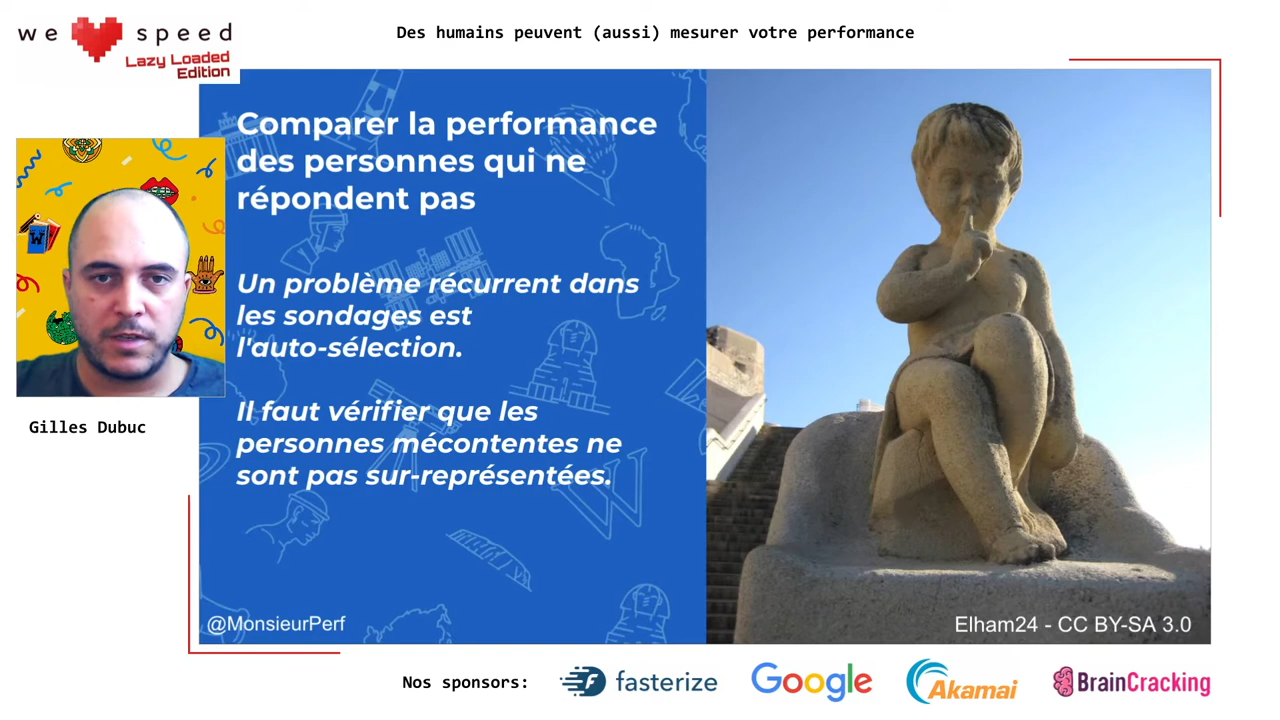 we speed
Lazy Loaded
Edition
Des humains peuvent (aussi) mesurer votre performance
Comparer la performance
des personnes qui ne
répondent pas
Un problème récurrent dans
les sondages est
l'auto-sélection.
Il faut vérifier que les
personnes mécontentes ne
sont pas sur-représentées.
@MonsieurPerf
Elham24 - CC BY-SA 3.0
Gilles Dubuc
Nos sponsors:
fasterize
Google
Akamai
BrainCracking